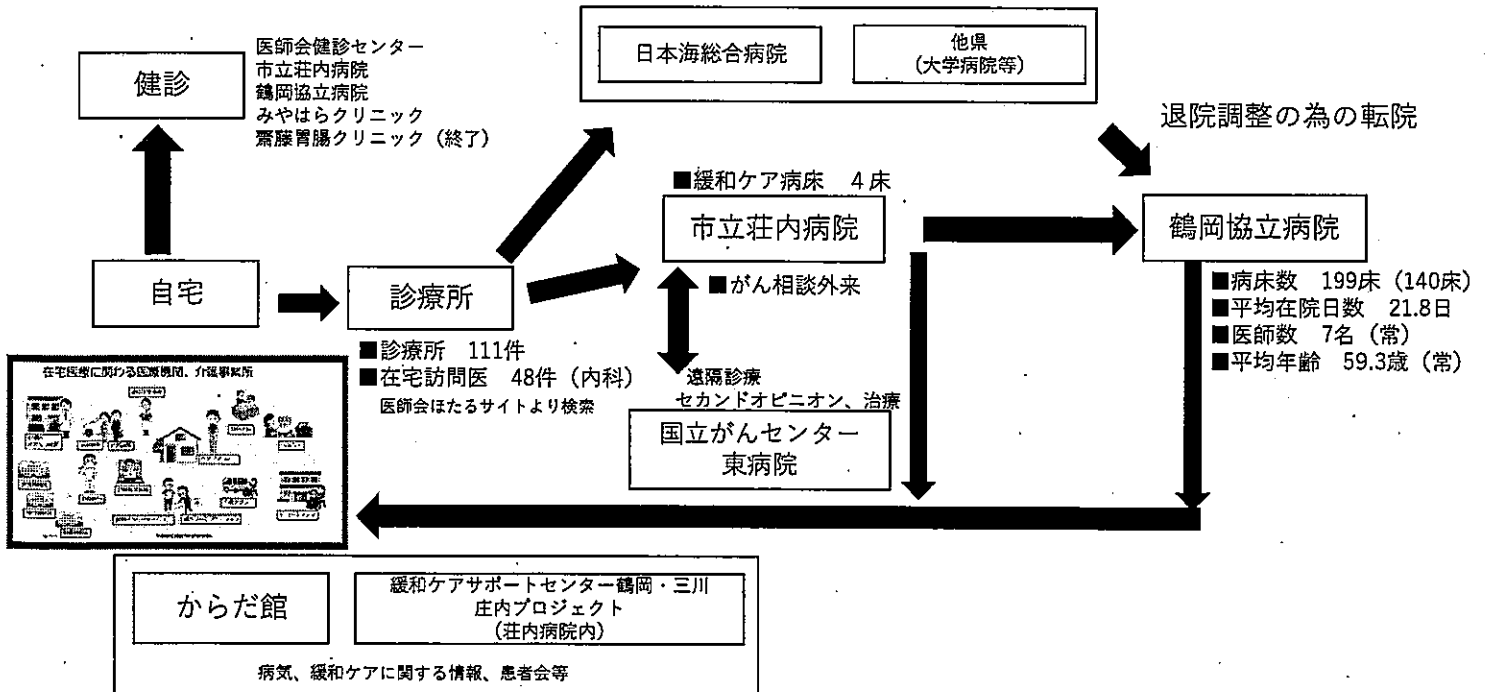 医師会健診センター
市立荘内病院
鶴岡協立病院
みやはらクリニック
齋藤胃腸クリニック（終了）
健診
日本海総合病院
他県
（大学病院等）
退院調整の為の転院
■緩和ケア病床　4床
市立荘内病院
■がん相談外来
鶴岡協立病院
■病床数　199床（140床）
■平均在院日数　21.8日
■医師数　7名（常）
■平均年齢　59.3歳（常）
自宅
診療所
■診療所　111件
■在宅訪問医　48件（内科）
医師会ほたるサイトより検索
遠隔診療
セカンドオピニオン、治療
国立がんセンター
東病院
在宅医療に関わる医療機関、介護事業所
からだ館
緩和ケアサポートセンター鶴岡・三川
庄内プロジェクト
（荘内病院内）
病気、緩和ケアに関する情報、患者会等